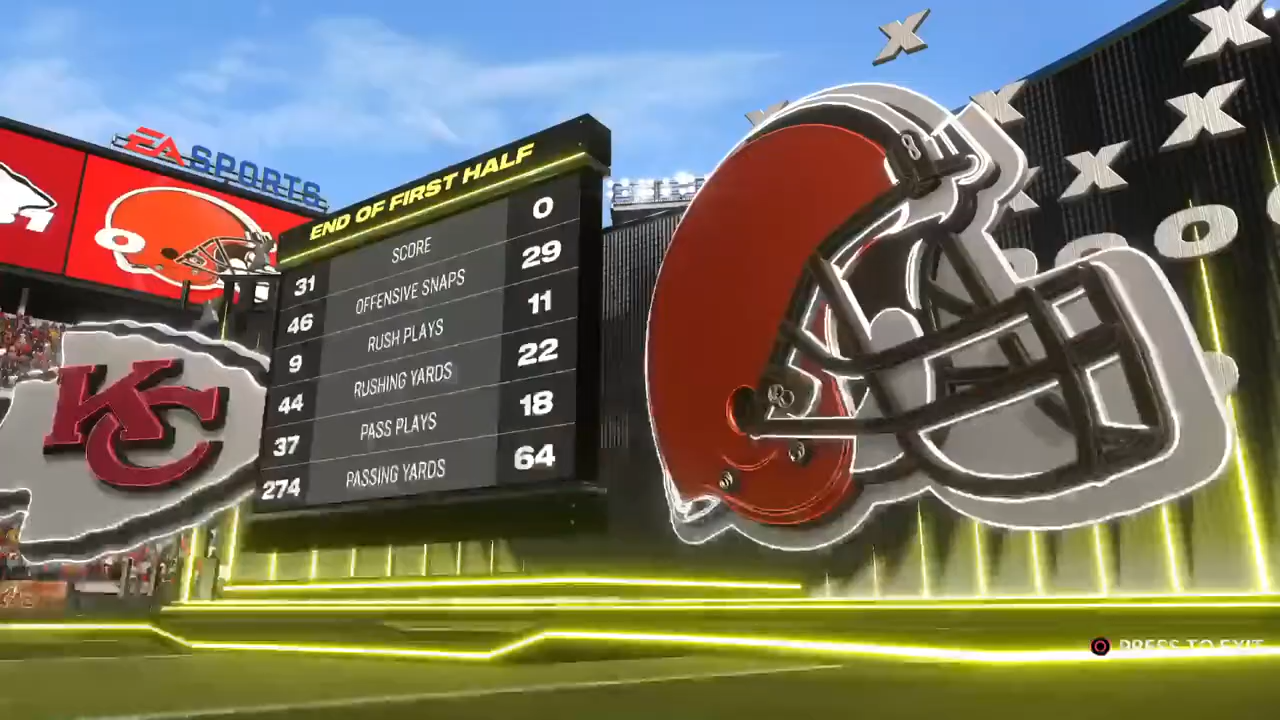 EA SPORTS
END OF FIRST HALF
31 SCORE 0
46 OFFENSIVE SNAPS 29
9 RUSH PLAYS 11
44 RUSHING YARDS 22
37 PASS PLAYS 18
274 PASSING YARDS 64
KC
PRESS TO EXIT